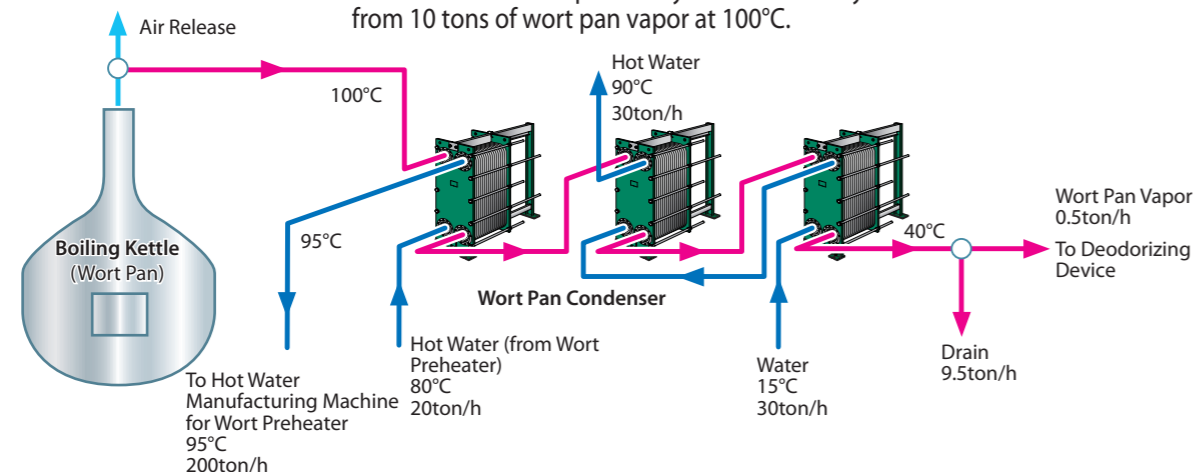 from 10 tons of wort pan vapor at 100°C.
Air Release
100°C
Hot Water
90°C
30ton/h
Boiling Kettle
(Wort Pan)
95°C
40°C
Wort Pan Vapor
0.5ton/h
To Deodorizing
Device
Wort Pan Condenser
To Hot Water
Manufacturing Machine
for Wort Preheater
95°C
200ton/h
Hot Water (from Wort
Preheater)
80°C
20ton/h
Water
15°C
30ton/h
Drain
9.5ton/h